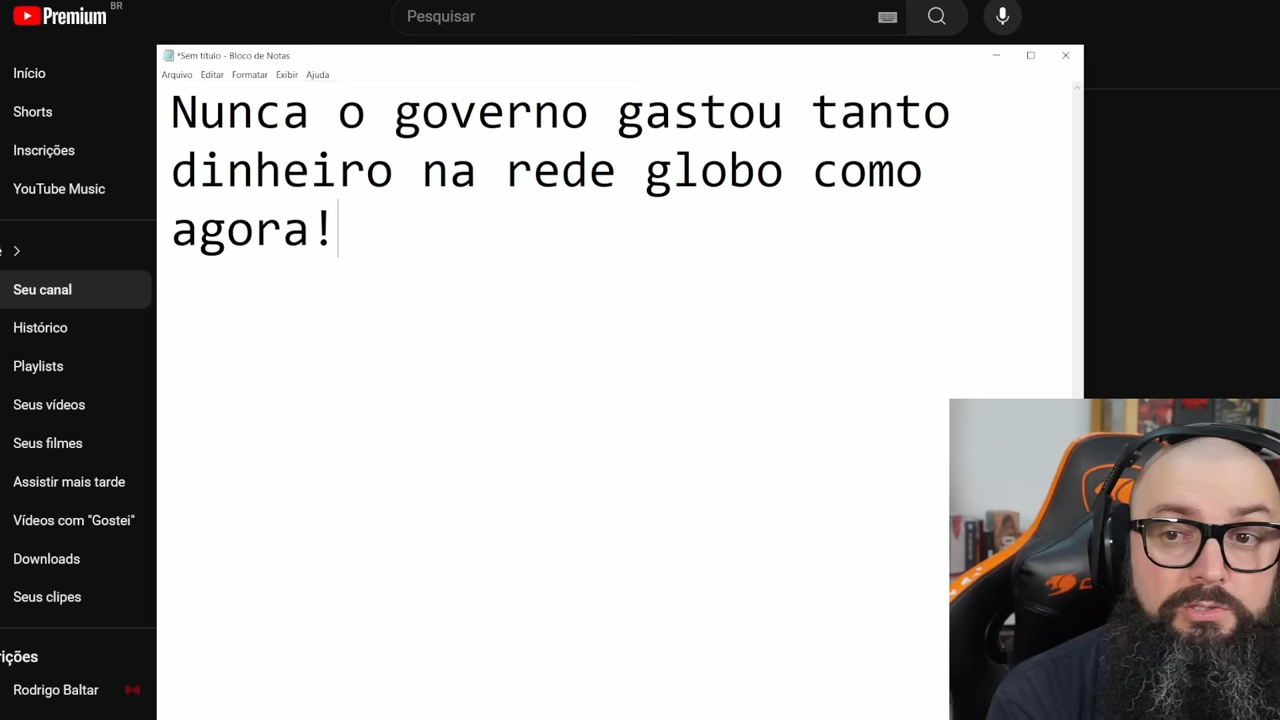 Premium BR
Pesquisar
*Sem título - Bloco de Notas
Arquivo Editar Formatar Exibir Ajuda
Nunca o governo gastou tanto
dinheiro na rede globo como
agora!
Início
Shorts
Inscrições
YouTube Music
Seu canal
Histórico
Playlists
Seus vídeos
Seus filmes
Assistir mais tarde
Vídeos com "Gostei"
Downloads
Seus clipes
rições
Rodrigo Baltar